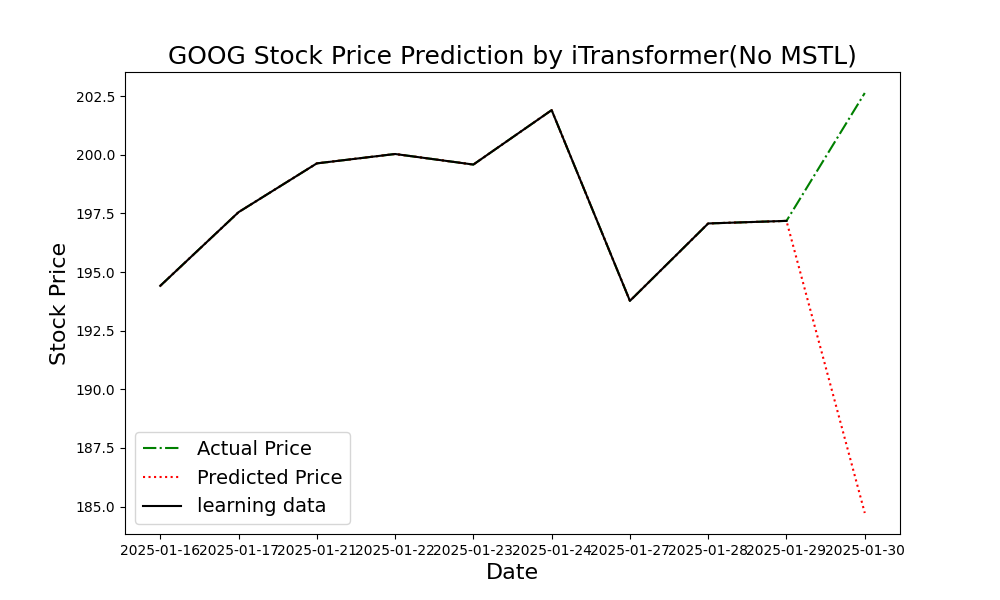 GOOG Stock Price Prediction by iTransformer(No MSTL)
202.5
200.0
197.5
195.0
192.5
190.0
187.5
185.0
Stock Price
Actual Price
Predicted Price
learning data
2025-01-16 2025-01-17 2025-01-21 2025-01-22 2025-01-23 2025-01-24 2025-01-27 2025-01-28 2025-01-29 2025-01-30
Date